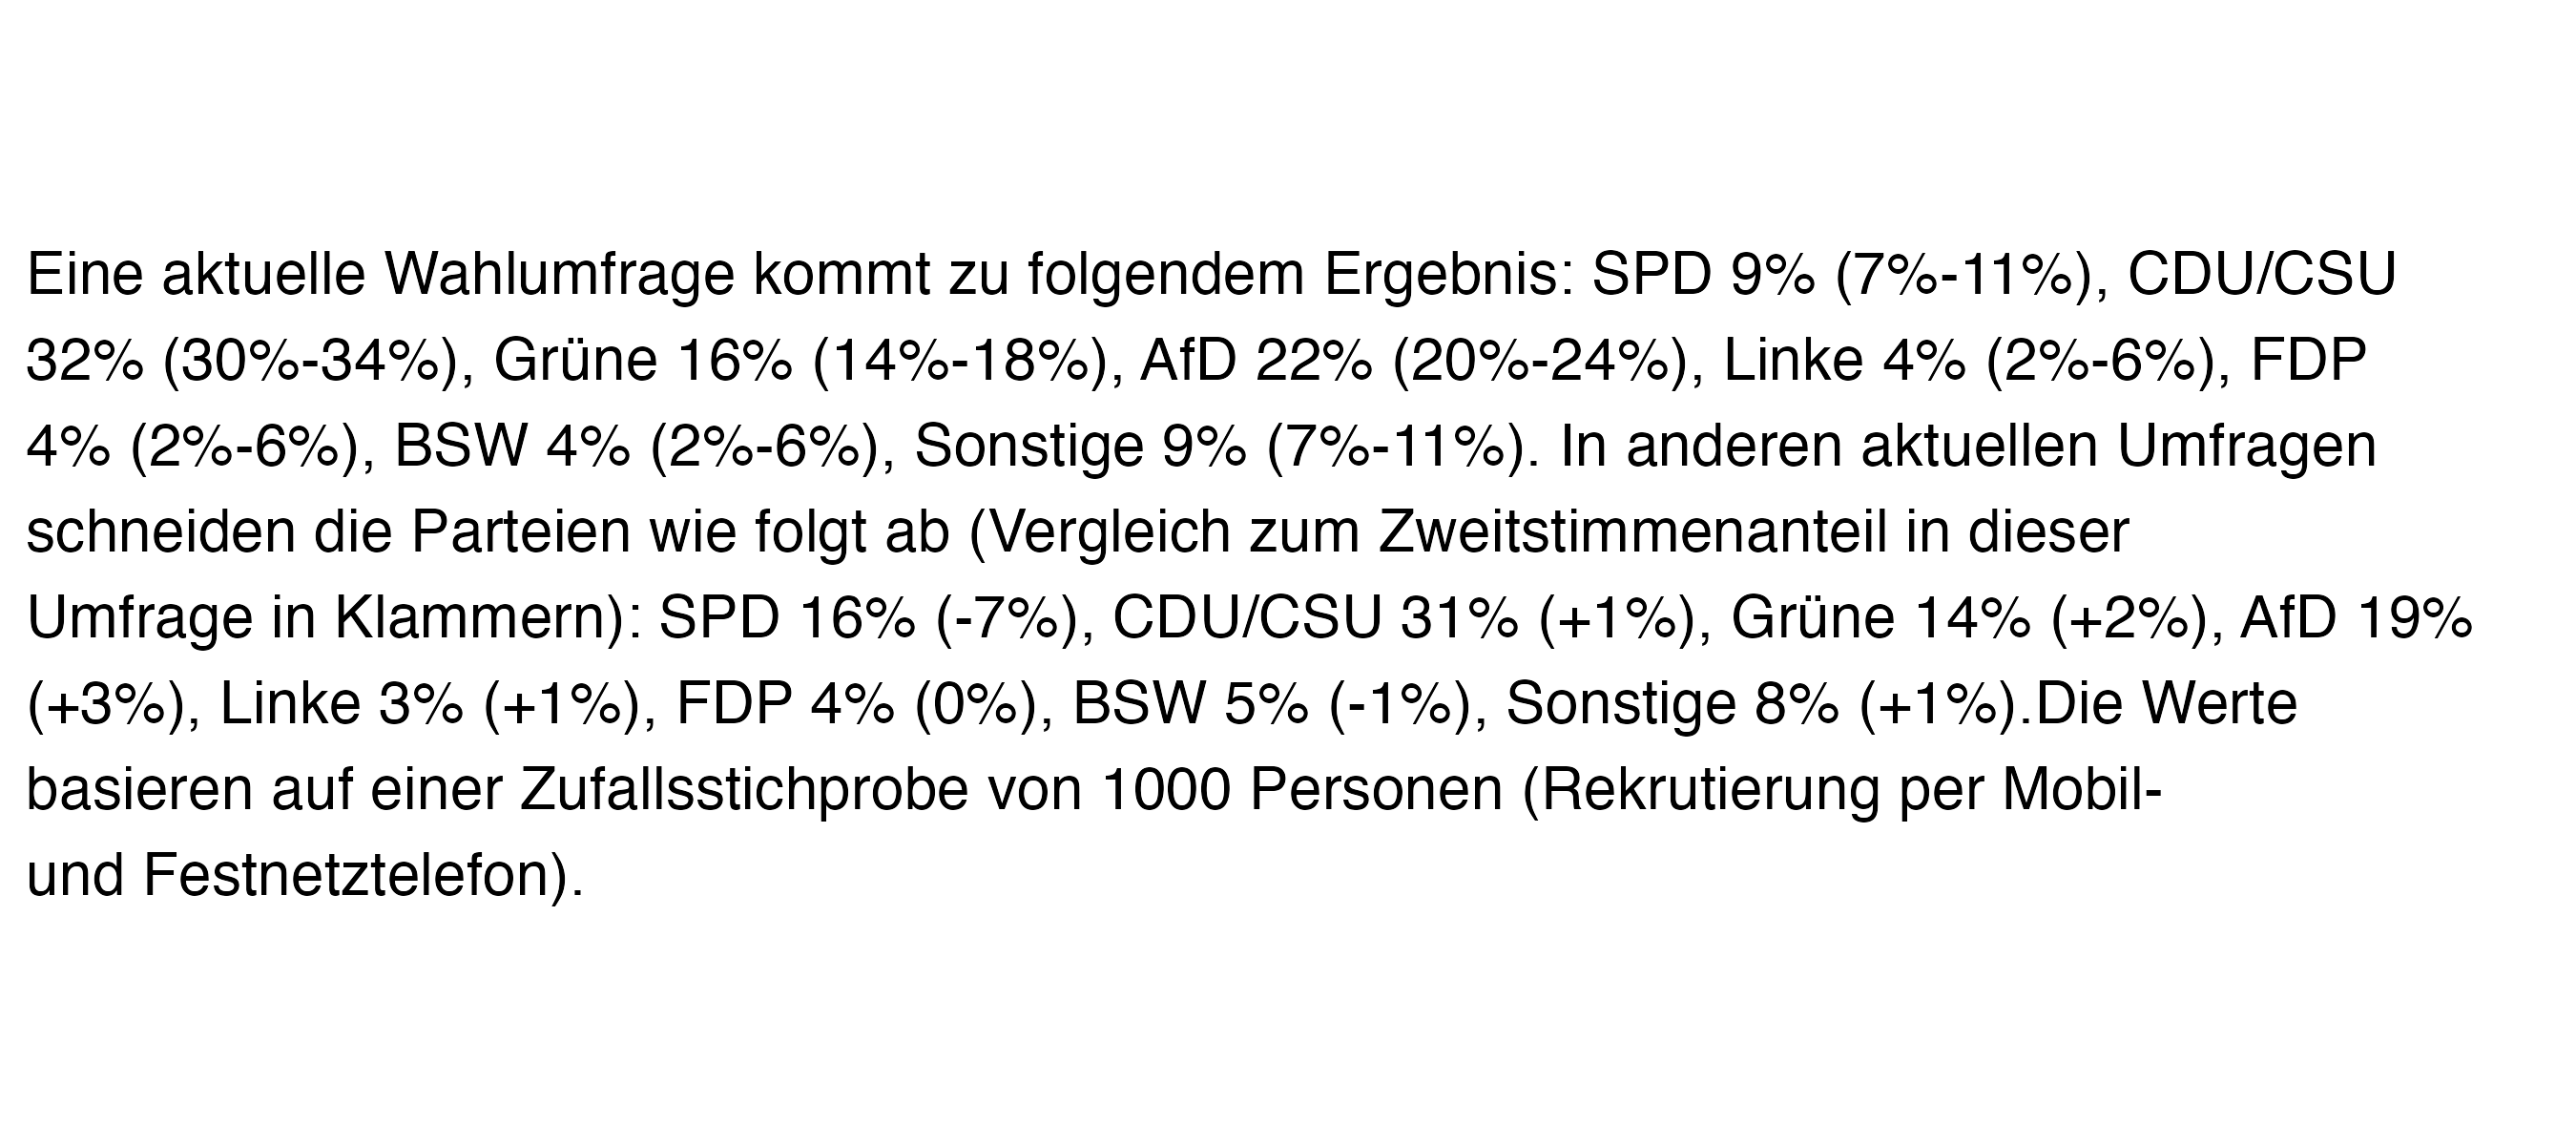 Eine aktuelle Wahlumfrage kommt zu folgendem Ergebnis: SPD 9% (7%-11%), CDU/CSU
32% (30%-34%), Grüne 16% (14%-18%), AfD 22% (20%-24%), Linke 4% (2%-6%), FDP
4% (2%-6%), BSW 4% (2%-6%), Sonstige 9% (7%-11%). In anderen aktuellen Umfragen
schneiden die Parteien wie folgt ab (Vergleich zum Zweitstimmenanteil in dieser
Umfrage in Klammern): SPD 16% (-7%), CDU/CSU 31% (+1%), Grüne 14% (+2%), AfD 19%
(+3%), Linke 3% (+1%), FDP 4% (0%), BSW 5% (-1%), Sonstige 8% (+1%).Die Werte
basieren auf einer Zufallsstichprobe von 1000 Personen (Rekrutierung per Mobil-
und Festnetztelefon).